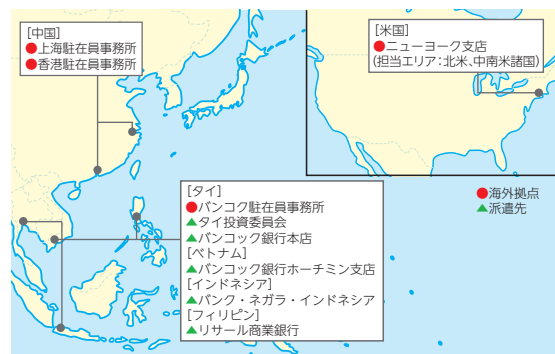 [中国]
●上海駐在員事務所
●香港駐在員事務所
[米国]
●ニューヨーク支店
(担当エリア:北米、中南米諸国)
[タイ]
●バンコク駐在員事務所
▲タイ投資委員会
▲バンコック銀行本店
[ベトナム]
▲バンコック銀行ホーチミン支店
[インドネシア]
▲バンク・ネガラ・インドネシア
[フィリピン]
▲リサール商業銀行
●海外拠点
▲派遣先